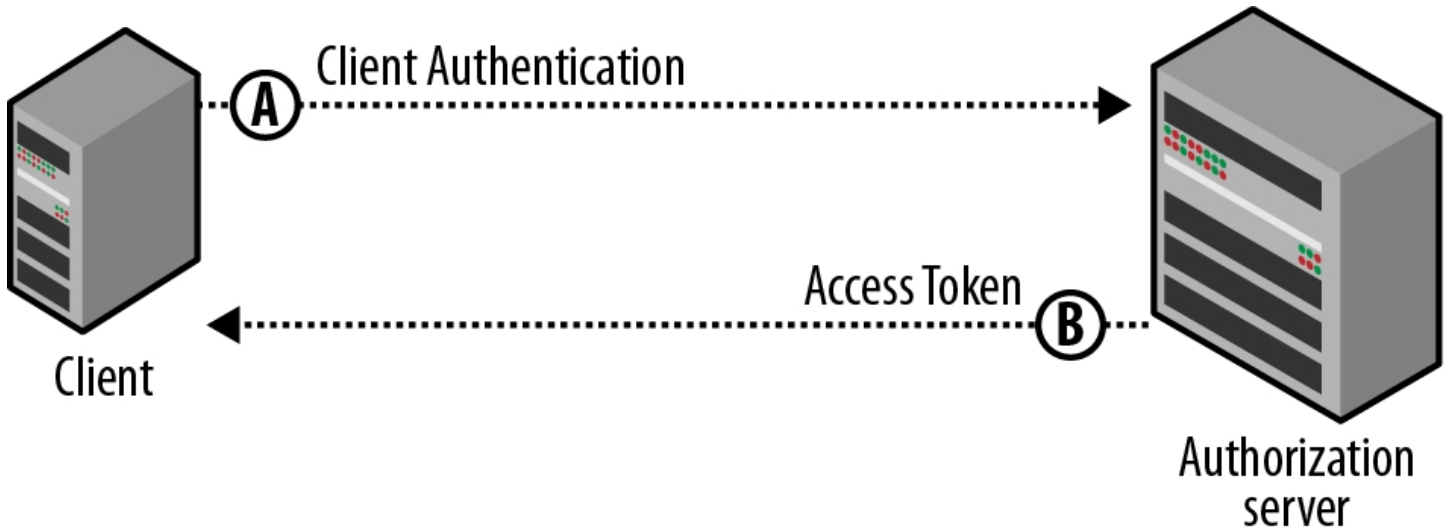 A
Client Authentication
Access Token
B
Client
Authorization
server